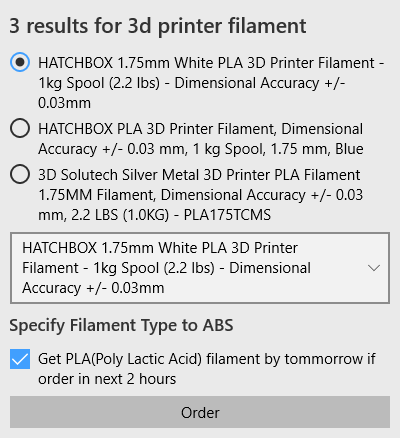 3 results for 3d printer filament
HATCHBOX 1.75mm White PLA 3D Printer Filament -
1kg Spool (2.2 lbs) - Dimensional Accuracy +/-
0.03mm
HATCHBOX PLA 3D Printer Filament, Dimensional
Accuracy +/- 0.03 mm, 1 kg Spool, 1.75 mm, Blue
3D Solutech Silver Metal 3D Printer PLA Filament
1.75MM Filament, Dimensional Accuracy +/- 0.03
mm, 2.2 LBS (1.0KG) - PLA175TCMS
HATCHBOX 1.75mm White PLA 3D Printer
Filament - 1kg Spool (2.2 lbs) - Dimensional
Accuracy +/- 0.03mm
Specify Filament Type to ABS
Get PLA(Poly Lactic Acid) filament by tommorrow if
order in next 2 hours
Order